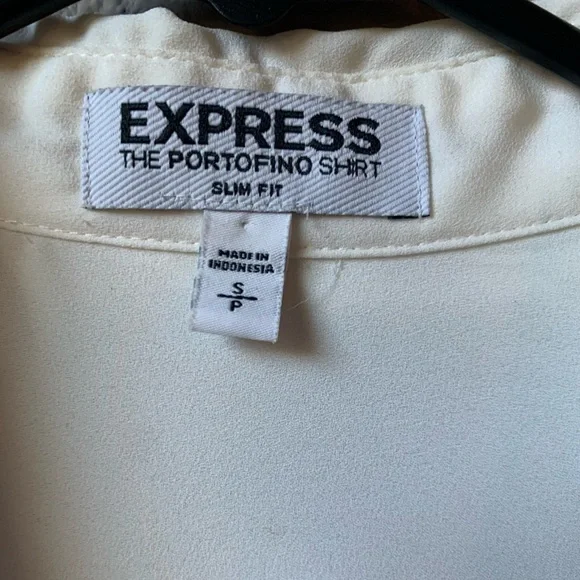 EXPRESS
THE PORTOFINO SHIRT
SLIM FIT
MADE IN
INDONESIA
S
P